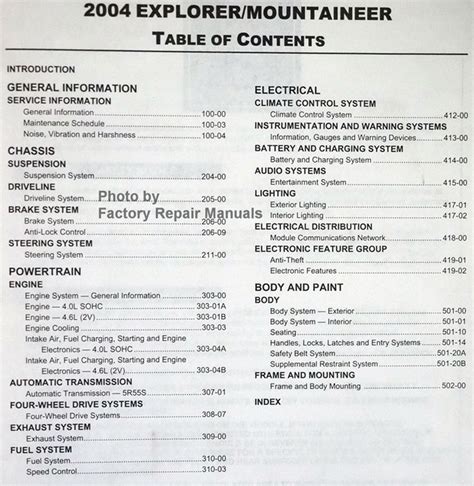 2004 EXPLORER/MOUNTAINEER
TABLE OF CONTENTS
INTRODUCTION
GENERAL INFORMATION
SERVICE INFORMATION
General Information 100-00
Maintenance Schedule 100-03
Noise, Vibration and Harshness 100-04
CHASSIS
SUSPENSION
Suspension System 204-00
DRIVELINE
Driveline System 205-00
BRAKE SYSTEM
Brake System 206-00
Anti-Lock Control 206-09
STEERING SYSTEM
Steering System 211-00
POWERTRAIN
ENGINE
Engine System — General Information 303-00
Engine — 4.0L SOHC 303-01A
Engine — 4.6L (2V) 303-01B
Engine Cooling 303-03
Intake Air, Fuel Charging, Starting and Engine
Electronics — 4.0L SOHC 303-04A
Intake Air, Fuel Charging, Starting and Engine
Electronics — 4.6L (2V) 303-04B
AUTOMATIC TRANSMISSION
Automatic Transmission — 5R55S 307-01
FOUR-WHEEL DRIVE SYSTEMS
Four-Wheel Drive Systems 308-07
EXHAUST SYSTEM
Exhaust System 309-00
FUEL SYSTEM
Fuel System 310-00
Speed Control 310-03
ELECTRICAL
CLIMATE CONTROL SYSTEM
Climate Control System 412-00
INSTRUMENTATION AND WARNING SYSTEMS
Information, Gauges and Warning Devices 413-00
BATTERY AND CHARGING SYSTEM
Battery and Charging System 414-00
AUDIO SYSTEMS
Entertainment System 415-00
LIGHTING
Exterior Lighting 417-01
Interior Lighting 417-02
ELECTRICAL DISTRIBUTION
Module Communications Network 418-00
ELECTRONIC FEATURE GROUP
Anti-Theft 419-01
Electronic Features 419-02
BODY AND PAINT
BODY
Body System — Exterior 501-00
Body System — Interior 501-01
Seating 501-10
Handles, Locks, Latches and Entry Systems 501-14
Safety Belt System 501-20A
Supplemental Restraint System 501-20B
FRAME AND MOUNTING
Frame and Body Mounting 502-00
INDEX
Photo by
Factory Repair Manuals